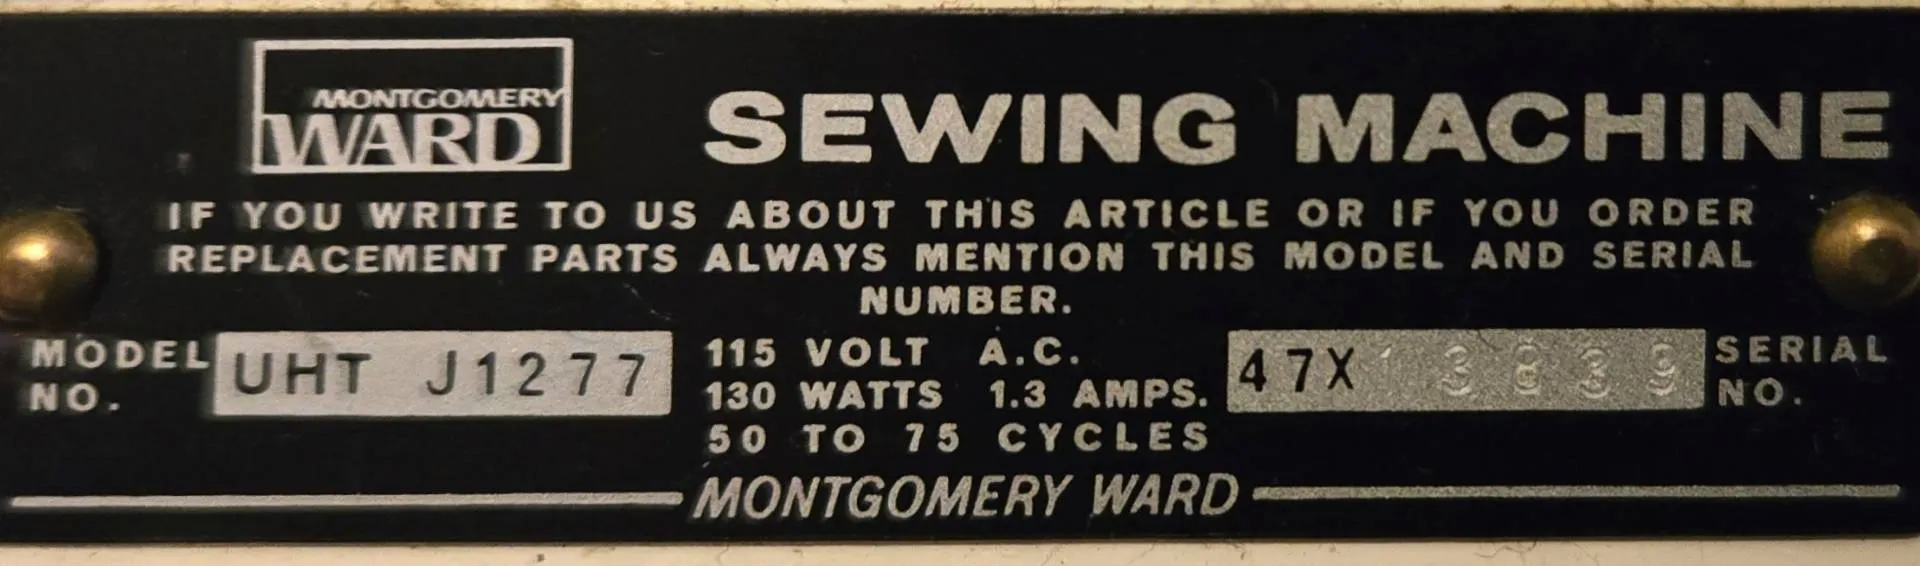 MONTGOMERY
WARD
SEWING MACHINE
IF YOU WRITE TO US ABOUT THIS ARTICLE OR IF YOU ORDER
REPLACEMENT PARTS ALWAYS MENTION THIS MODEL AND SERIAL
NUMBER.
MODEL NO. UHT J1277
115 VOLT A.C.
130 WATTS 1.3 AMPS.
50 TO 75 CYCLES
47X
SERIAL NO.
MONTGOMERY WARD